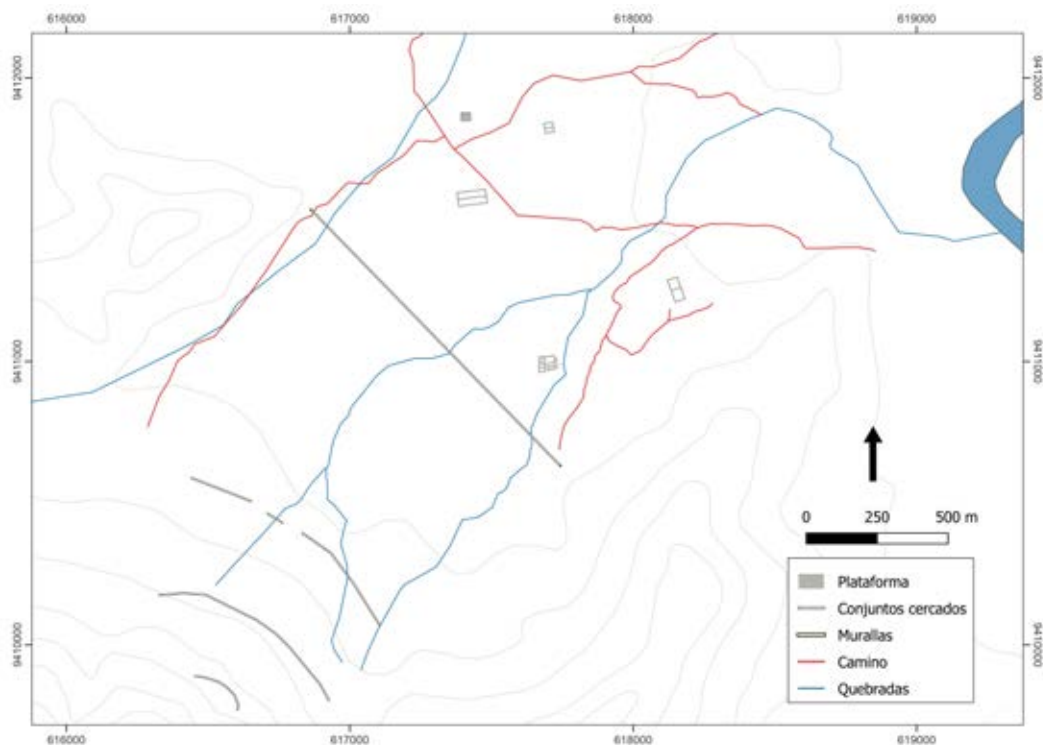 616000 617000 618000 619000
9412000 9412000
9411000 9411000
9410000 9410000
0 250 500 m
Plataforma
Conjuntos cercados
Murallas
Camino
Quebradas
616000 617000 618000 619000